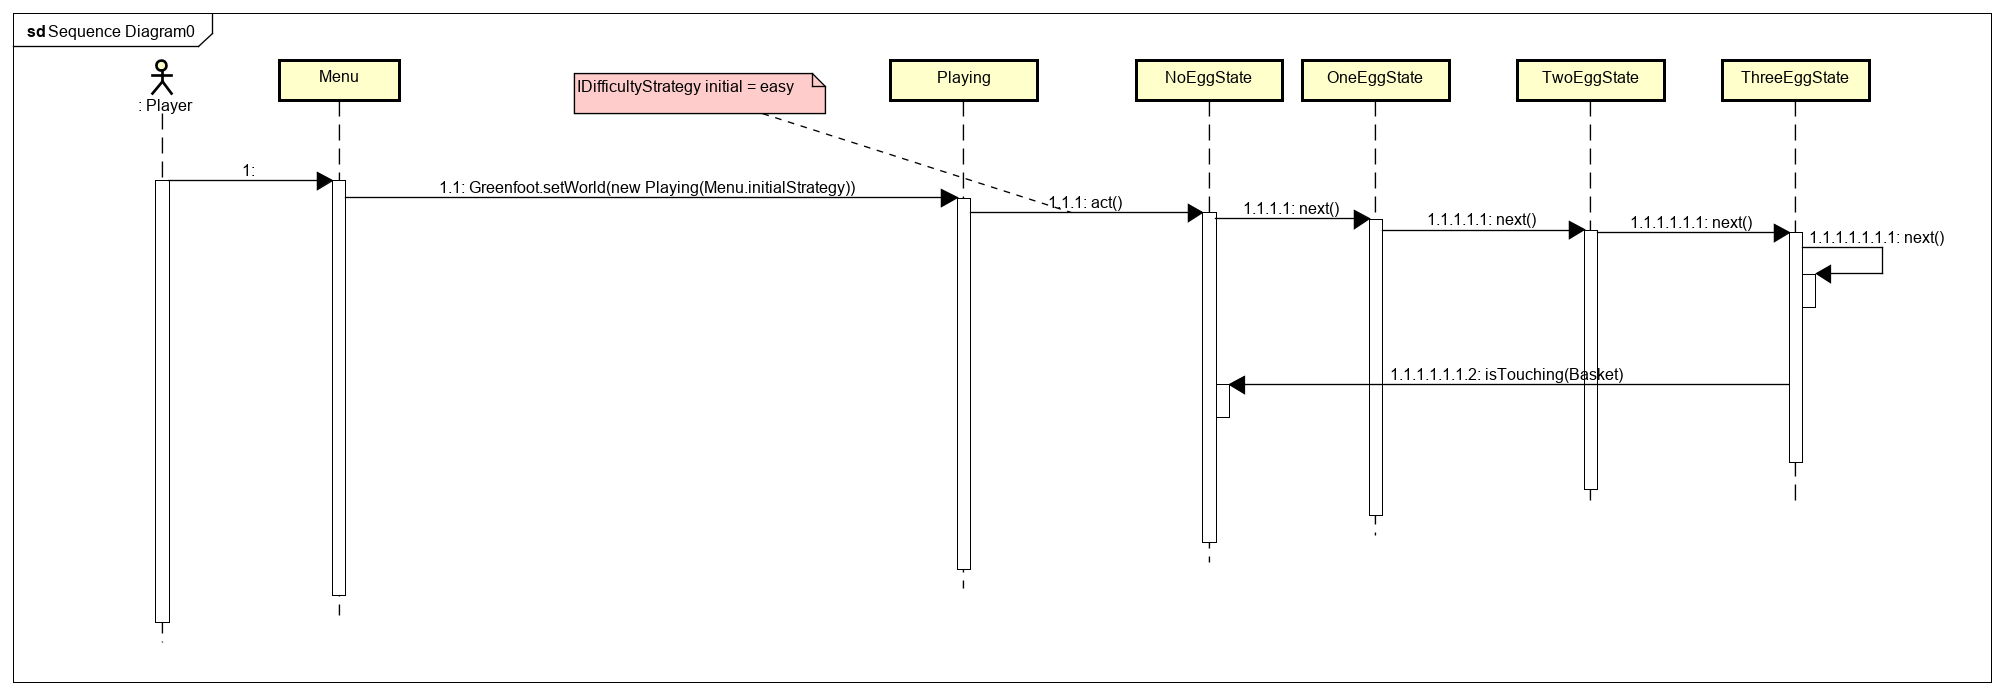 sd Sequence Diagram0
: Player
Menu
IDifficultyStrategy initial = easy
Playing
NoEggState
OneEggState
TwoEggState
ThreeEggState
1:
1.1: Greenfoot.setWorld(new Playing(Menu.initialStrategy))
1.1.1: act()
1.1.1.1: next()
1.1.1.1.1: next()
1.1.1.1.1.1: next()
1.1.1.1.1.1.1: next()
1.1.1.1.1.1.2: isTouching(Basket)